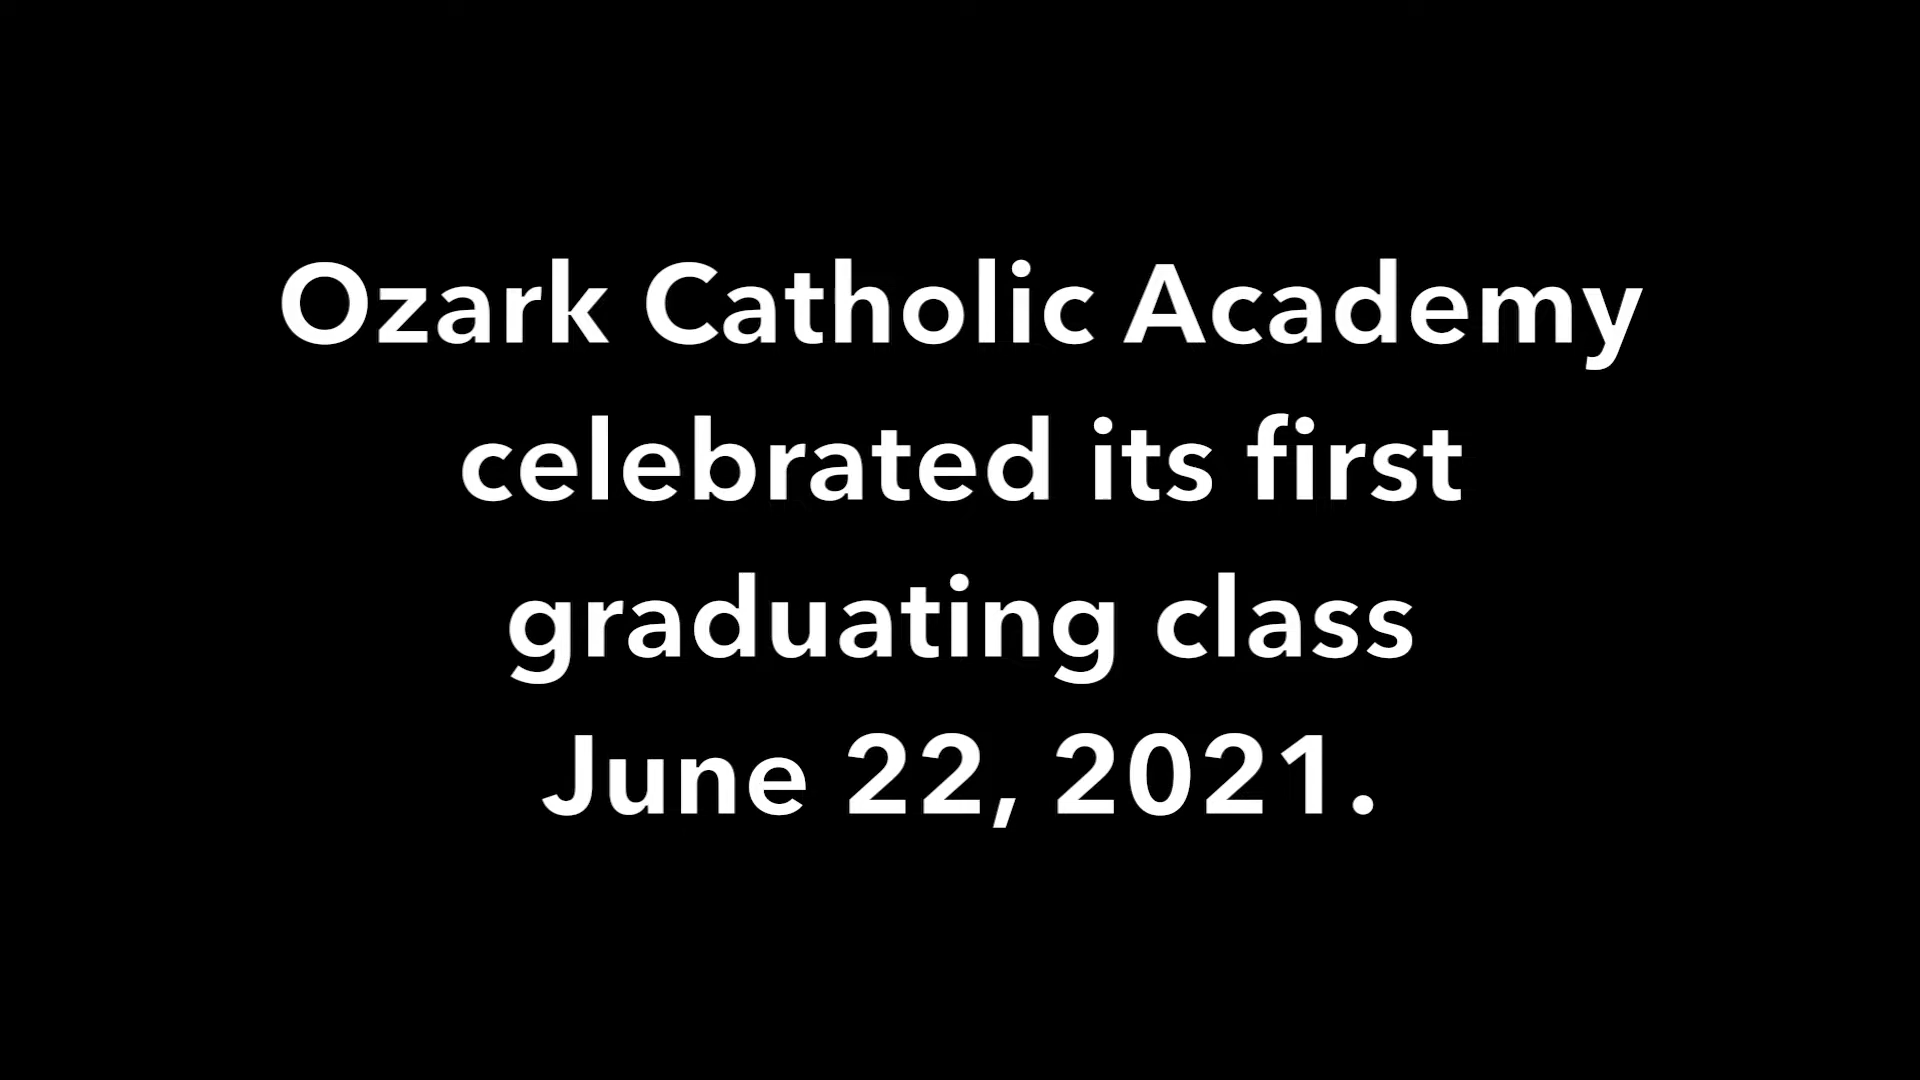 Ozark Catholic Academy
celebrated its first
graduating class
June 22, 2021.